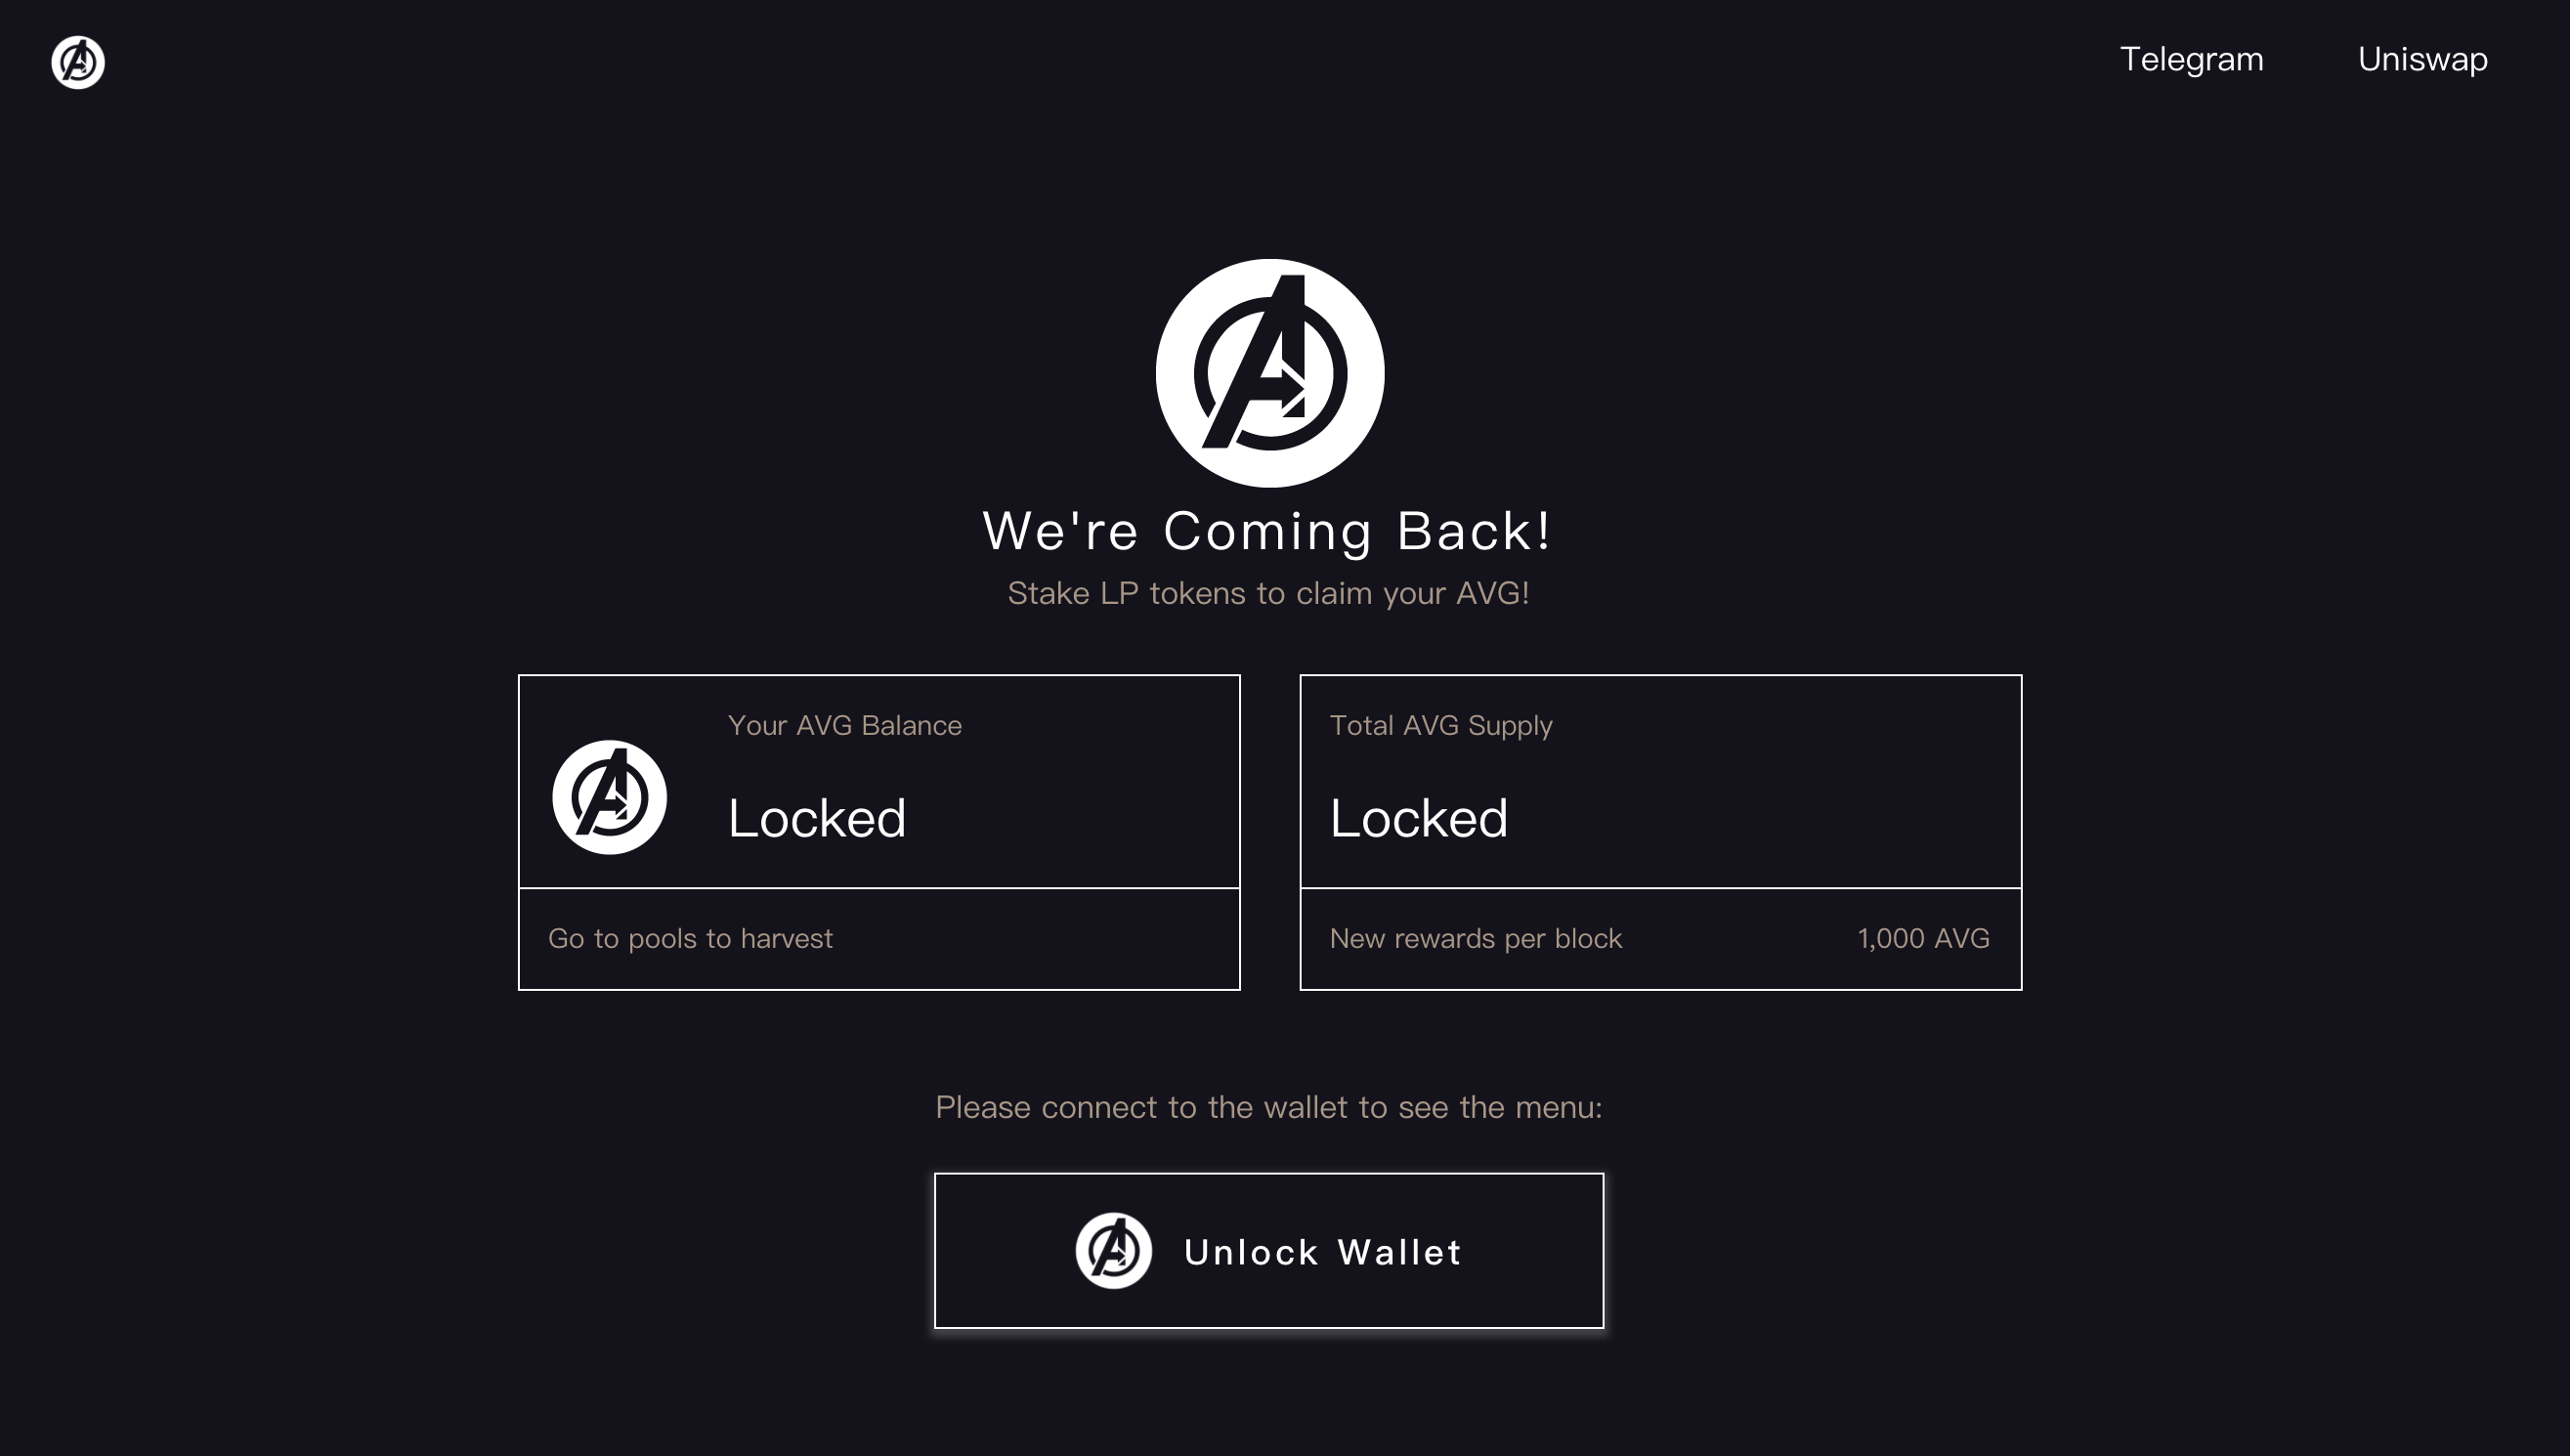 Telegram
Uniswap
We're Coming Back!
Stake LP tokens to claim your AVG!
Your AVG Balance
Locked
Go to pools to harvest
Total AVG Supply
Locked
New rewards per block 1,000 AVG
Please connect to the wallet to see the menu:
Unlock Wallet